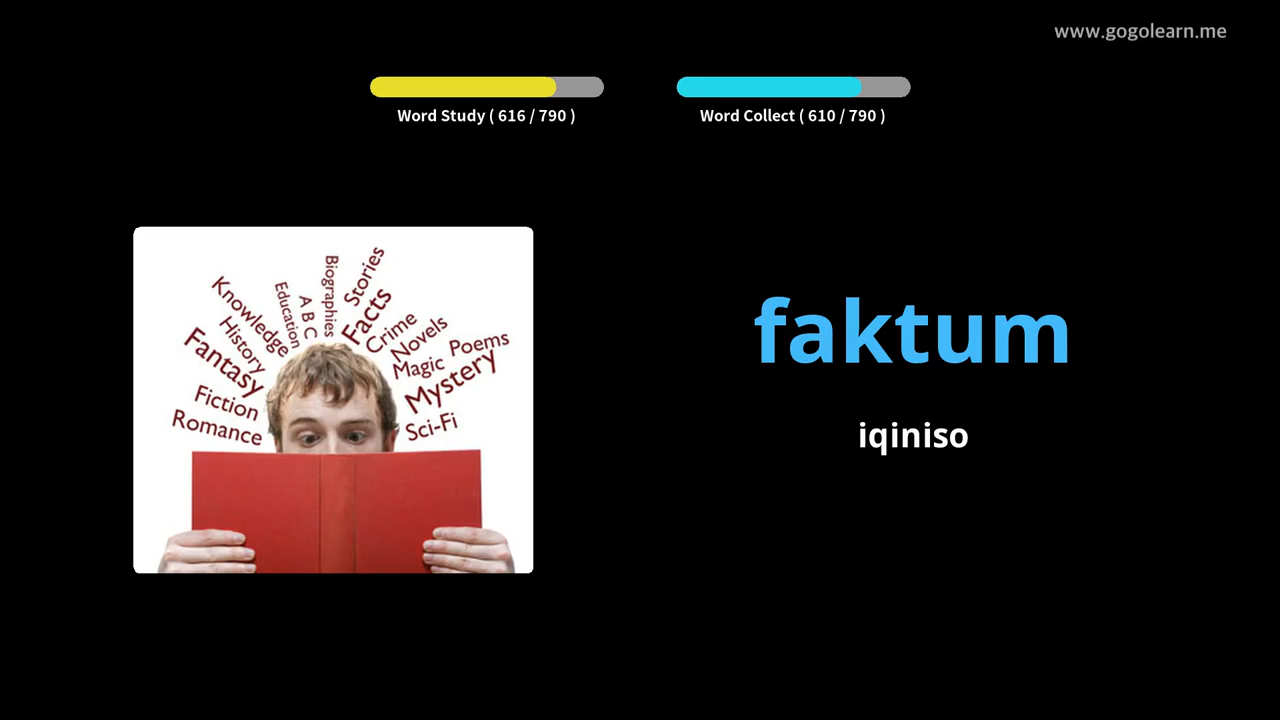 www.gogolearn.me
Word Study ( 616 / 790 )
Word Collect ( 610 / 790 )
Knowledge
Education
A B C
Biographies
Stories
Facts
Crime
Novels
Poems
History
Fantasy
Magic
Mystery
Fiction
Romance
Sci-Fi
faktum
iqiniso